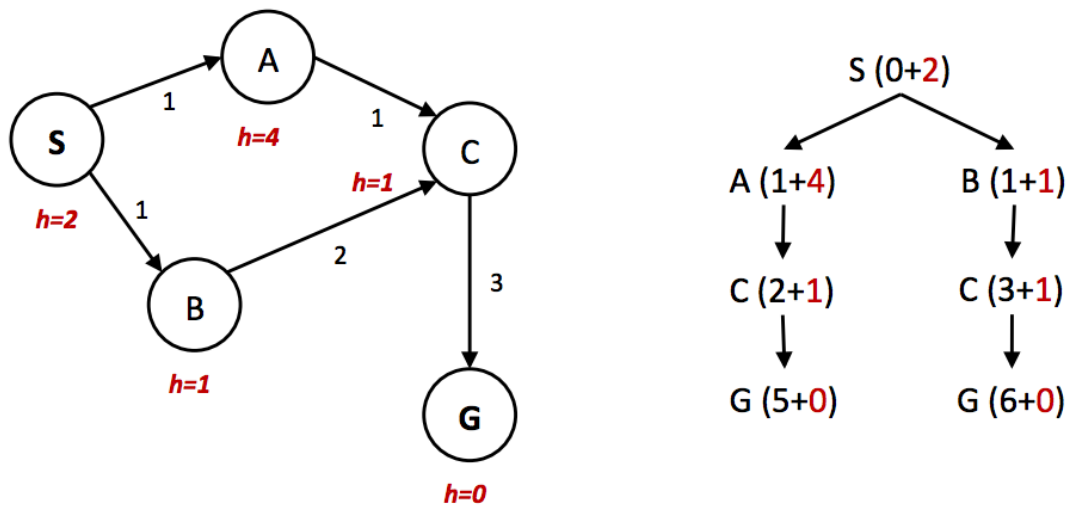 A
1
h=4
S
h=2
1
C
h=1
1
B
h=1
2
3
G
h=0
S (0+2)
A (1+4)
B (1+1)
C (2+1)
C (3+1)
G (5+0)
G (6+0)